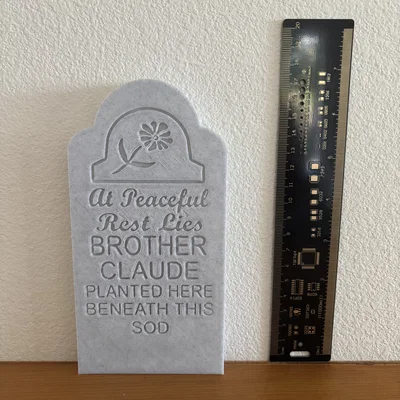 At Peaceful
Rest Lies
BROTHER
CLAUDE
PLANTED HERE
BENEATH THIS
SOD